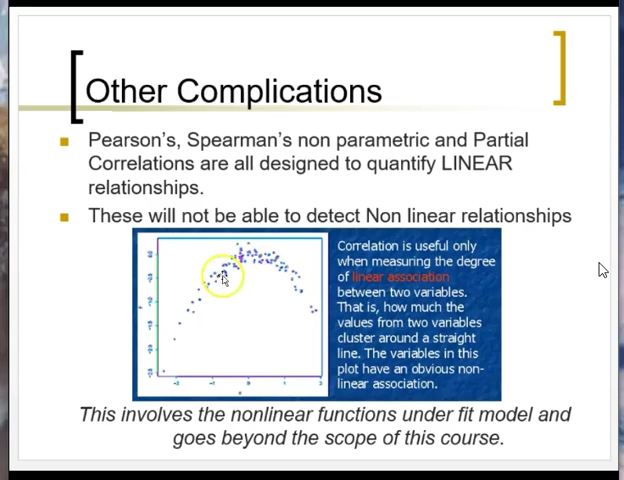 Other Complications
Pearson's, Spearman's non parametric and Partial
Correlations are all designed to quantify LINEAR
relationships.
These will not be able to detect Non linear relationships
Correlation is useful only
when measuring the degree
of linear association
between two variables.
That is, how much the
values from two variables
cluster around a straight
line. The variables in this
plot have an obvious non-
linear association.
This involves the nonlinear functions under fit model and
goes beyond the scope of this course.